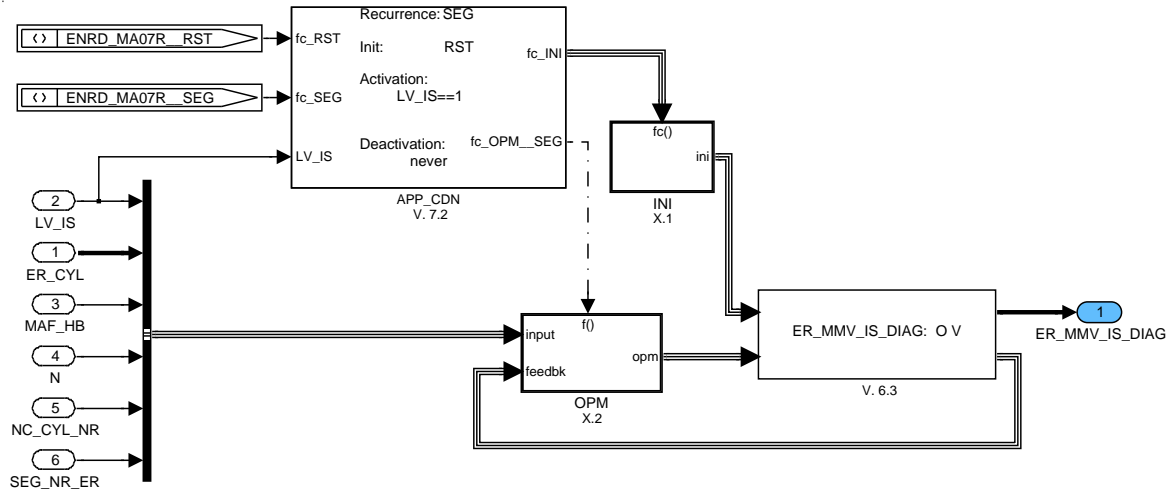 Recurrence: SEG
<> ENRD_MA07R__RST
fc_RST
Init: RST
fc_INI
Activation:
LV_IS==1
<> ENRD_MA07R__SEG
fc_SEG
fc()
Deactivation:
never
fc_OPM__SEG
ini
LV_IS
APP_CDN
V. 7.2
INI
X.1
2
LV_IS
1
ER_CYL
3
MAF_HB
4
N
5
NC_CYL_NR
6
SEG_NR_ER
f()
input
opm
feedbk
OPM
X.2
ER_MMV_IS_DIAG: O V
V. 6.3
1
ER_MMV_IS_DIAG